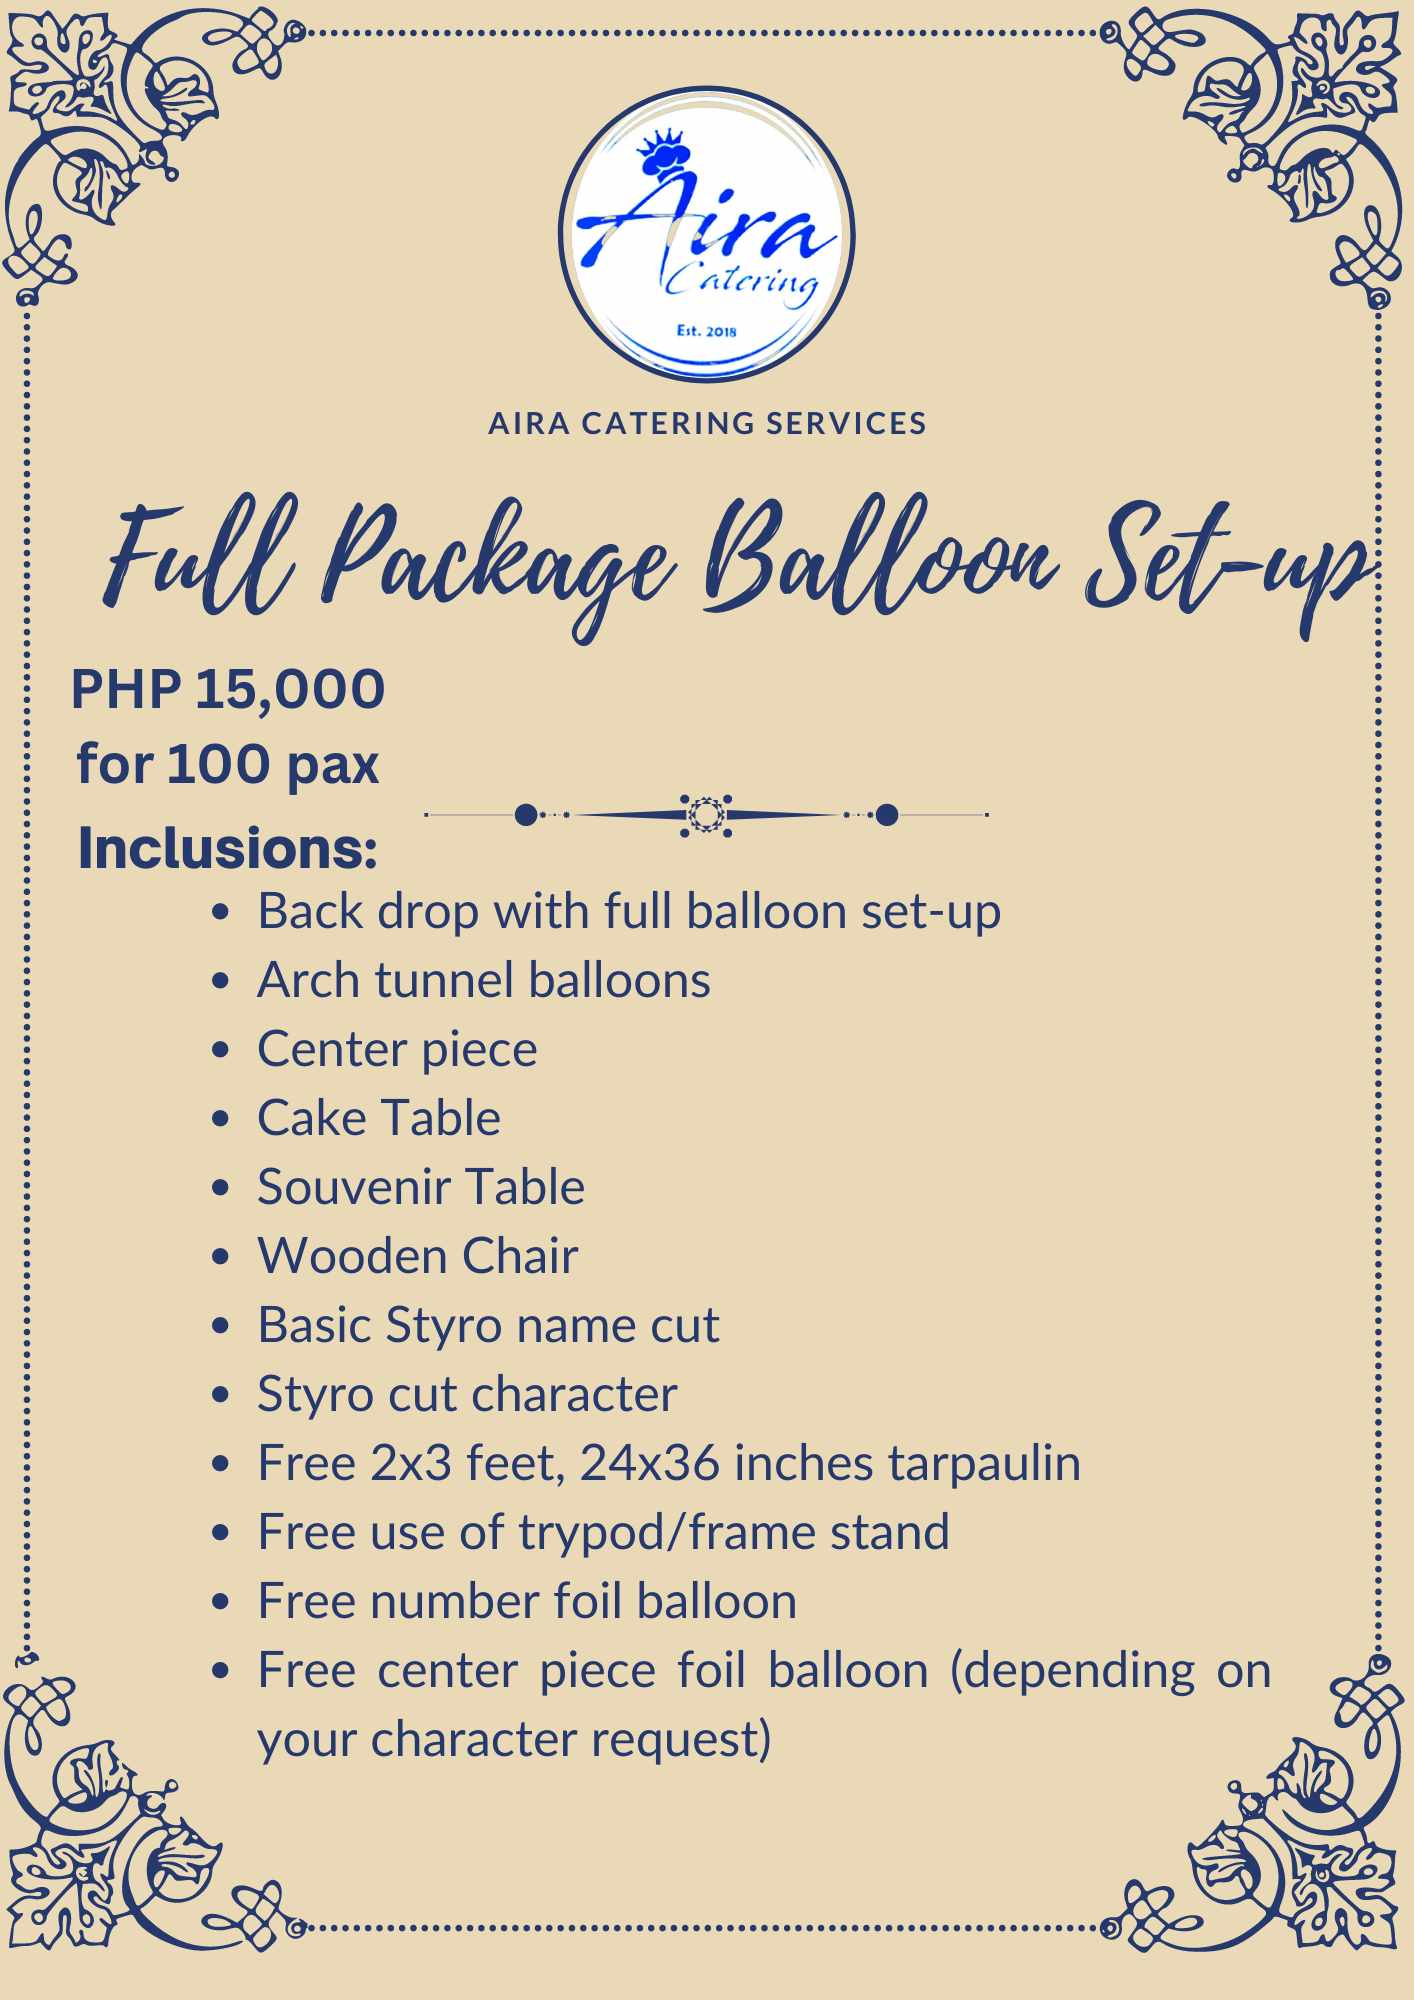 Aira
Catering
Est. 2018
AIRA CATERING SERVICES
Full Package Balloon Set-up
PHP 15,000
for 100 pax
Inclusions:
• Back drop with full balloon set-up
• Arch tunnel balloons
• Center piece
• Cake Table
• Souvenir Table
• Wooden Chair
• Basic Styro name cut
• Styro cut character
• Free 2x3 feet, 24x36 inches tarpaulin
• Free use of trypod/frame stand
• Free number foil balloon
• Free center piece foil balloon (depending on
your character request)